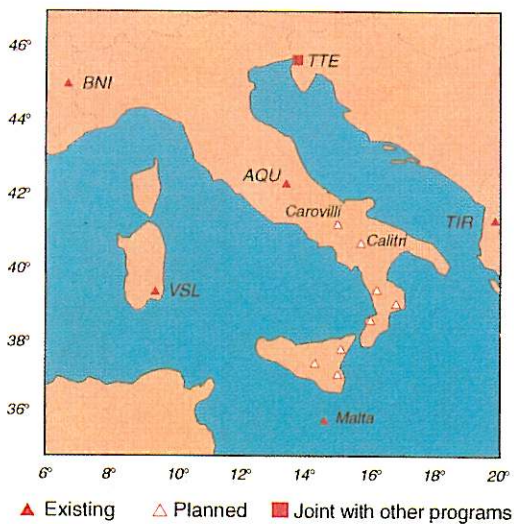 46°
TTE
BNI
44°
AQU
42°
Carovilli
TIR
Calitri
40°
VSL
38°
36°
Malta
6° 8° 10° 12° 14° 16° 18° 20°
Existing Planned Joint with other programs